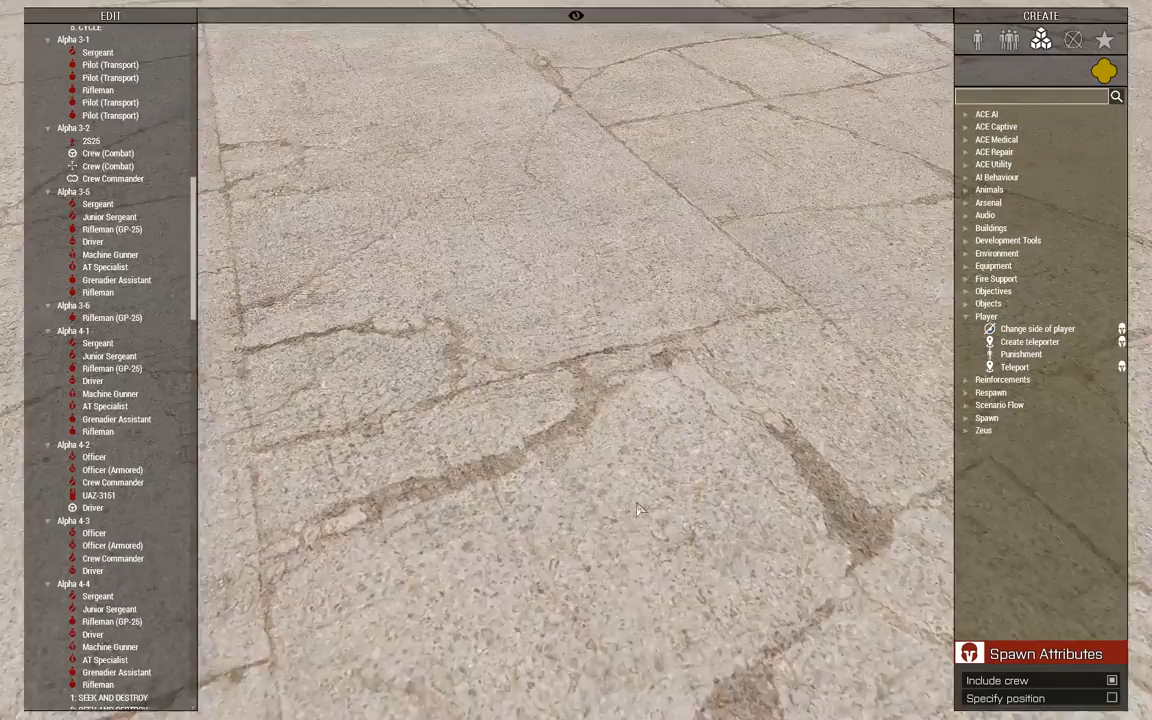 EDIT
5. CYCLE
Alpha 3-1
Sergeant
Pilot (Transport)
Pilot (Transport)
Rifleman
Pilot (Transport)
Pilot (Transport)
Alpha 3-2
2S25
Crew (Combat)
Crew (Combat)
Crew Commander
Alpha 3-5
Sergeant
Junior Sergeant
Rifleman (GP-25)
Driver
Machine Gunner
AT Specialist
Grenadier Assistant
Rifleman
Alpha 3-6
Rifleman (GP-25)
Alpha 4-1
Sergeant
Junior Sergeant
Rifleman (GP-25)
Driver
Machine Gunner
AT Specialist
Grenadier Assistant
Rifleman
Alpha 4-2
Officer
Officer (Armored)
Crew Commander
UAZ-3151
Driver
Alpha 4-3
Officer
Officer (Armored)
Crew Commander
Driver
Alpha 4-4
Sergeant
Junior Sergeant
Rifleman (GP-25)
Driver
Machine Gunner
AT Specialist
Grenadier Assistant
Rifleman
1: SEEK AND DESTROY
CREATE
ACE AI
ACE Captive
ACE Medical
ACE Repair
ACE Utility
AI Behaviour
Animals
Arsenal
Audio
Buildings
Development Tools
Environment
Equipment
Fire Support
Objectives
Objects
Player
Change side of player
Create teleporter
Punishment
Teleport
Reinforcements
Respawn
Scenario Flow
Spawn
Zeus
Spawn Attributes
Include crew
Specify position